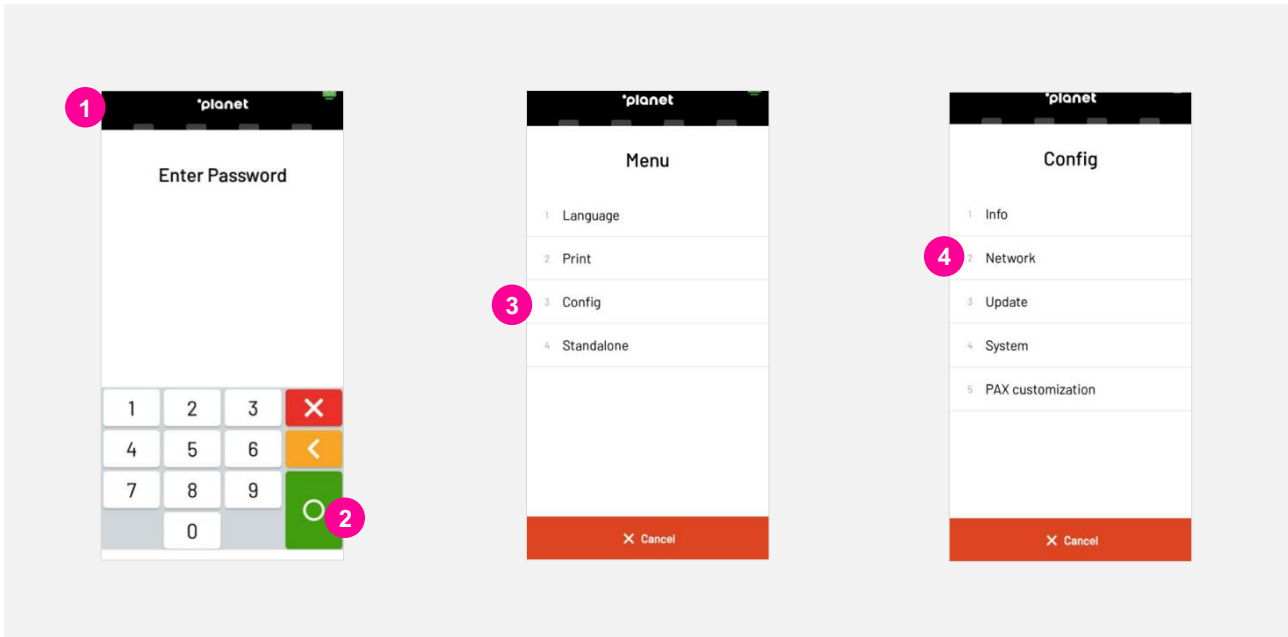 1
planet
Enter Password
1 2 3
4 5 6
7 8 9
0
2
planet
Menu
1 Language
2 Print
3
3 Config
4 Standalone
Cancel
planet
Config
1 Info
4
2 Network
3 Update
4 System
5 PAX customization
Cancel